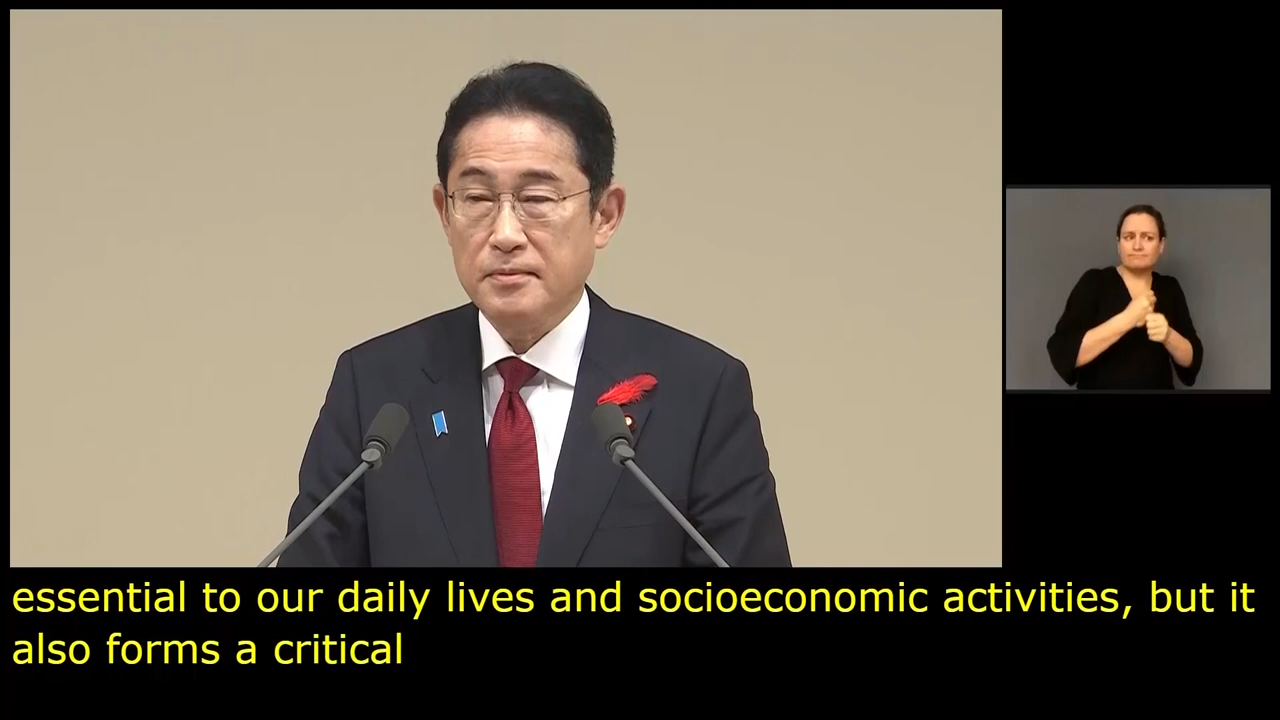 essential to our daily lives and socioeconomic activities, but it
also forms a critical